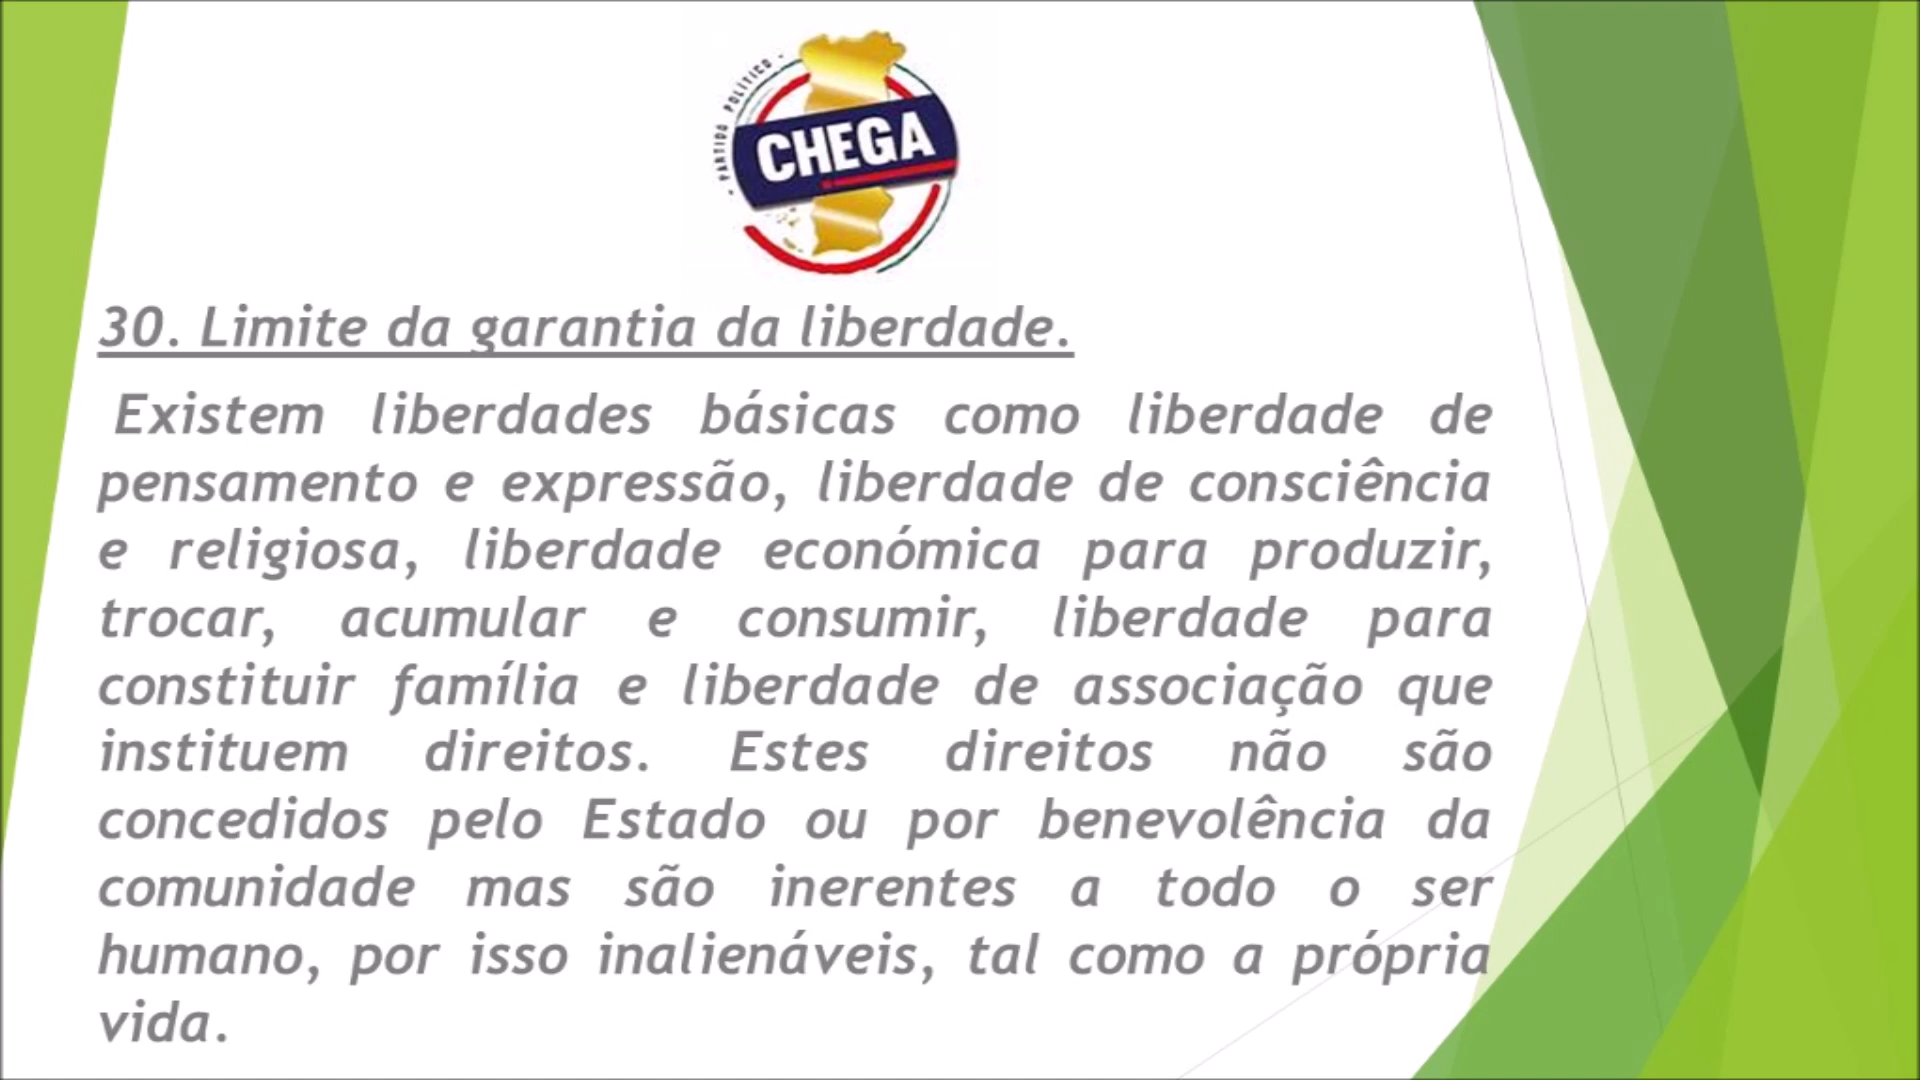 - PARTIDO POLÍTICO -
CHEGA
30. Limite da garantia da liberdade.
Existem liberdades básicas como liberdade de
pensamento e expressão, liberdade de consciência
e religiosa, liberdade económica para produzir,
trocar, acumular e consumir, liberdade para
constituir família e liberdade de associação que
instituem direitos. Estes direitos não são
concedidos pelo Estado ou por benevolência da
comunidade mas são inerentes a todo o ser
humano, por isso inalienáveis, tal como a própria
vida.